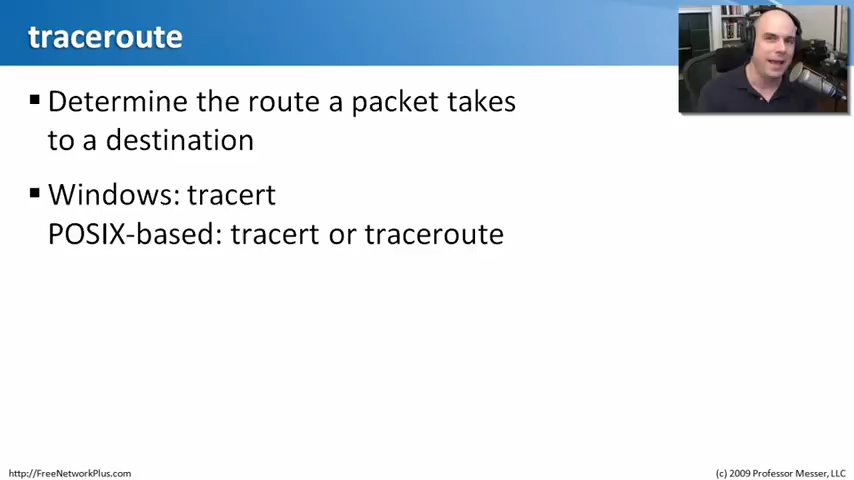 traceroute
▪ Determine the route a packet takes
to a destination
▪ Windows: tracert
POSIX-based: tracert or traceroute
http://FreeNetworkPlus.com
(c) 2009 Professor Messer, LLC